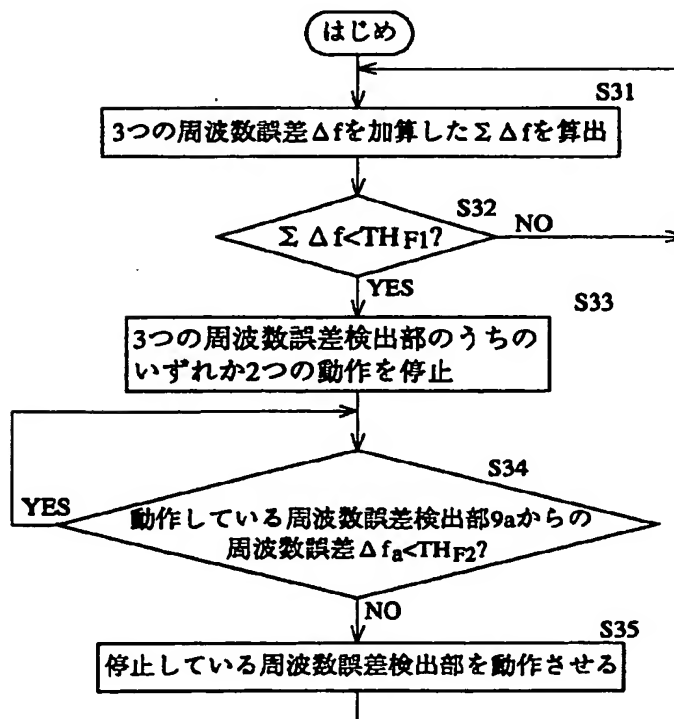 はじめ
S31
3つの周波数誤差Δfを加算したΣΔfを算出
S32
ΣΔf<THF1?
NO
YES
S33
3つの周波数誤差検出部のうちの
いずれか2つの動作を停止
S34
YES
動作している周波数誤差検出部9aからの
周波数誤差Δfa<THF2?
NO
S35
停止している周波数誤差検出部を動作させる